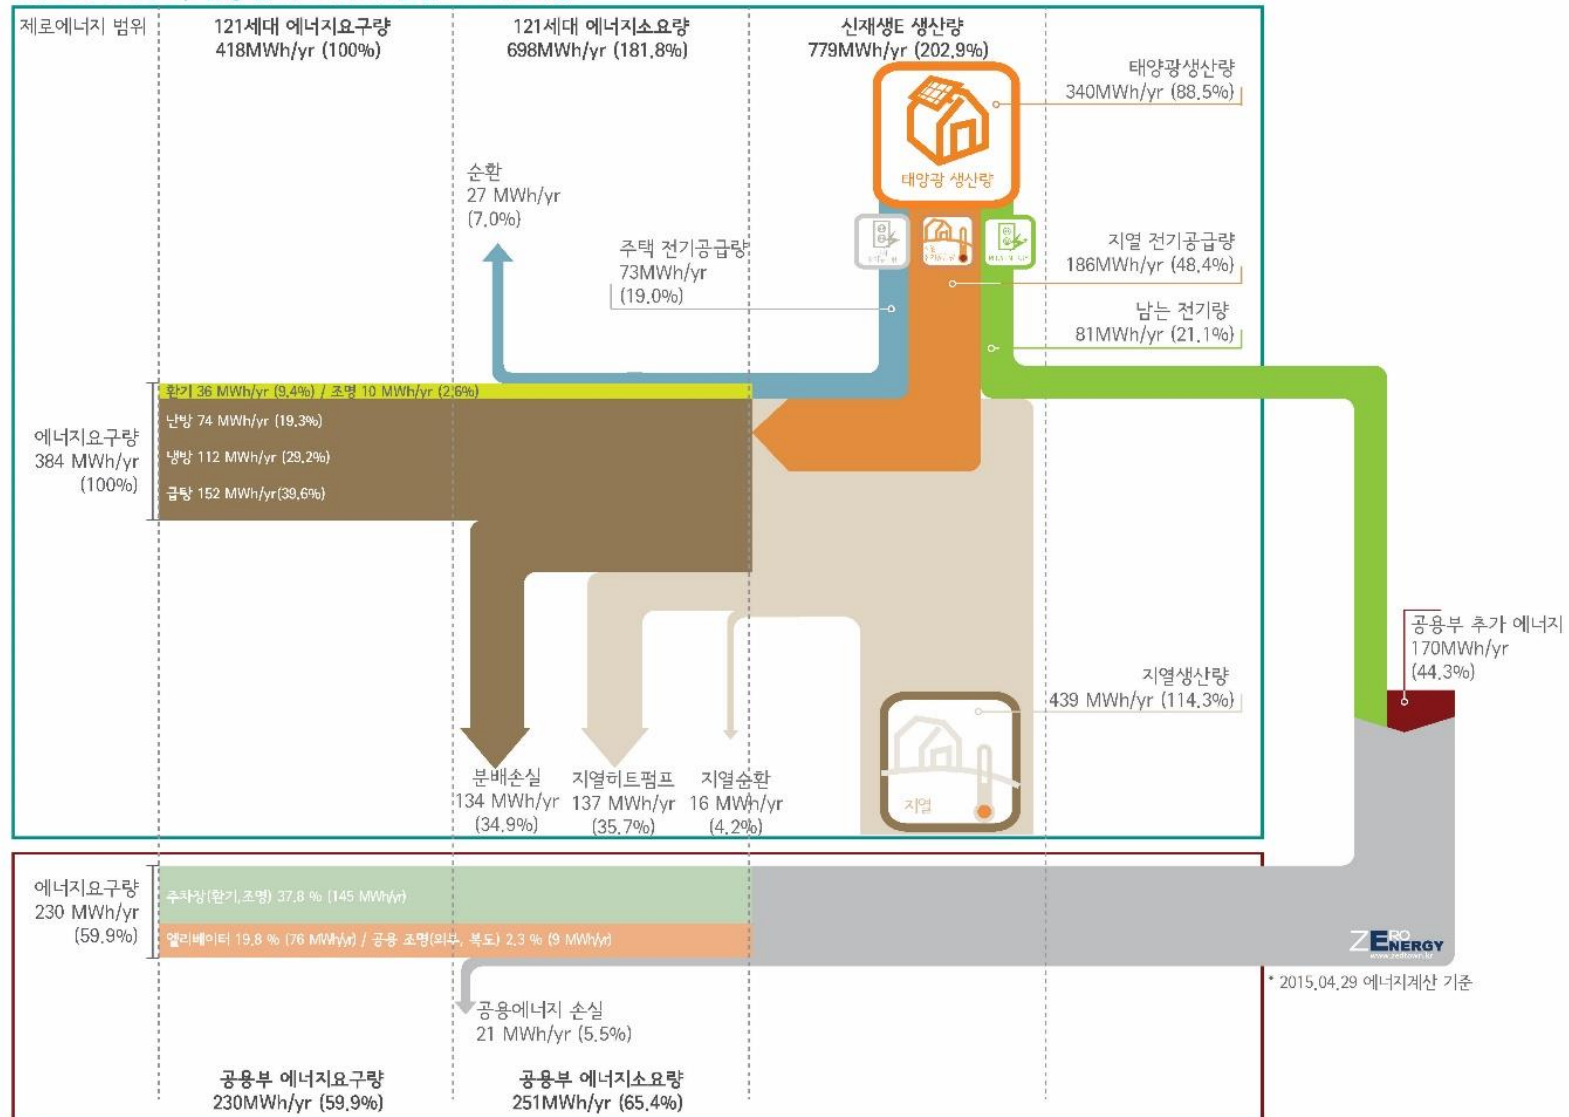 제로에너지 범위
121세대 에너지요구량
418MWh/yr (100%)
121세대 에너지소요량
698MWh/yr (181.8%)
신재생E 생산량
779MWh/yr (202.9%)
태양광생산량
340MWh/yr (88.5%)
태양광 생산량
순환
27 MWh/yr
(7.0%)
주택 전기공급량
73MWh/yr
(19.0%)
지열 전기공급량
186MWh/yr (48.4%)
남는 전기량
81MWh/yr (21.1%)
환기 36 MWh/yr (9.4%) / 조명 10 MWh/yr (2.6%)
난방 74 MWh/yr (19.3%)
냉방 112 MWh/yr (29.2%)
급탕 152 MWh/yr(39.6%)
에너지요구량
384 MWh/yr
(100%)
공용부 추가 에너지
170MWh/yr
(44.3%)
지열생산량
439 MWh/yr (114.3%)
지열
분배손실
134 MWh/yr
(34.9%)
지열히트펌프
137 MWh/yr
(35.7%)
지열순환
16 MWh/yr
(4.2%)
에너지요구량
230 MWh/yr
(59.9%)
주차장(환기,조명) 37.8 % (145 MWh/yr)
엘리베이터 19.8 % (76 MWh/yr) / 공용 조명(외부, 복도) 2.3 % (9 MWh/yr)
ZERO ENERGY
www.zedtown.kr
* 2015.04.29 에너지계산 기준
공용에너지 손실
21 MWh/yr (5.5%)
공용부 에너지요구량
230MWh/yr (59.9%)
공용부 에너지소요량
251MWh/yr (65.4%)